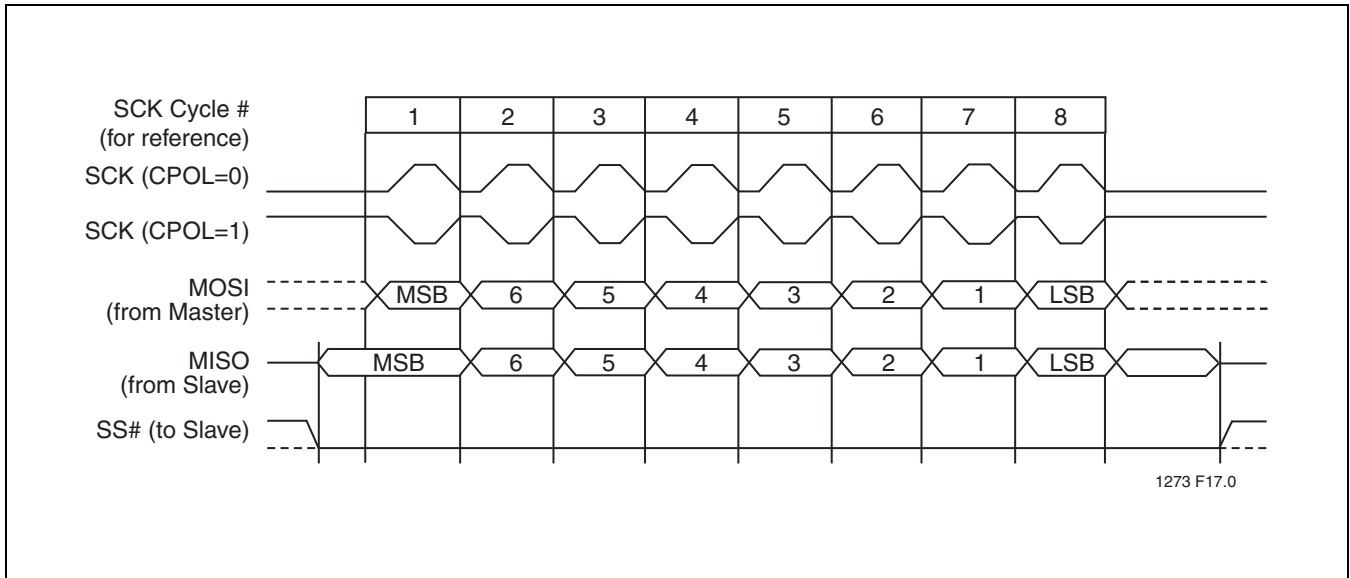 SCK Cycle #
(for reference)
1 2 3 4 5 6 7 8
SCK (CPOL=0)
SCK (CPOL=1)
MOSI
(from Master)
MSB 6 5 4 3 2 1 LSB
MISO
(from Slave)
MSB 6 5 4 3 2 1 LSB
SS# (to Slave)
1273 F17.0